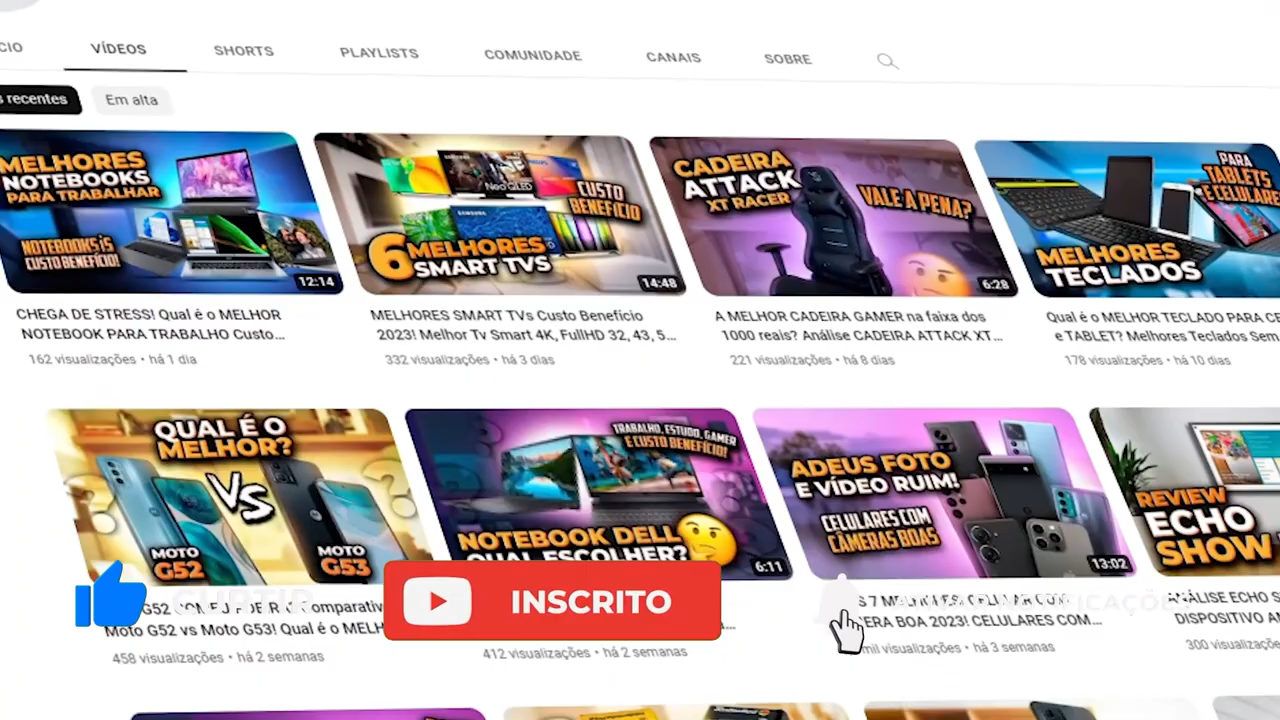 VÍDEOS
SHORTS
PLAYLISTS
COMUNIDADE
CANAIS
SOBRE
recentes
Em alta
MELHORES
NOTEBOOKS
PARA TRABALHAR
NOTEBOOKS i5
CUSTO BENEFÍCIO!
12:14
Neo QLED
SAMSUNG
CUSTO
BENEFÍCIO
6 MELHORES
SMART TVS
14:48
CADEIRA
ATTACK
XT RACER
VALE A PENA?
6:28
PARA
TABLETS
E CELULARES
MELHORES
TECLADOS
CHEGA DE STRESS! Qual é o MELHOR
NOTEBOOK PARA TRABALHO Custo...
162 visualizações • há 1 dia
MELHORES SMART TVs Custo Benefício
2023! Melhor Tv Smart 4K, FullHD 32, 43, 5...
332 visualizações • há 3 dias
A MELHOR CADEIRA GAMER na faixa dos
1000 reais? Análise CADEIRA ATTACK XT...
221 visualizações • há 8 dias
Qual é o MELHOR TECLADO PARA CE
e TABLET? Melhores Teclados Sem
178 visualizações • há 10 dias
QUAL É O
MELHOR?
VS
MOTO
G52
MOTO
G53
TRABALHO, ESTUDO, GAMER
E CUSTO BENEFÍCIO!
NOTEBOOK DELL
QUAL ESCOLHER?
6:11
ADEUS FOTO
E VÍDEO RUIM!
CELULARES COM
CÂMERAS BOAS
13:02
REVIEW
ECHO
SHOW
CURTIR
INSCRITO
Moto G52 vs Moto G53! Qual é o MELH
458 visualizações • há 2 semanas
412 visualizações • há 2 semanas
BOA 2023! CELULARES COM...
mil visualizações • há 3 semanas
ANÁLISE ECHO S
DISPOSITIVO AM
300 visualizações